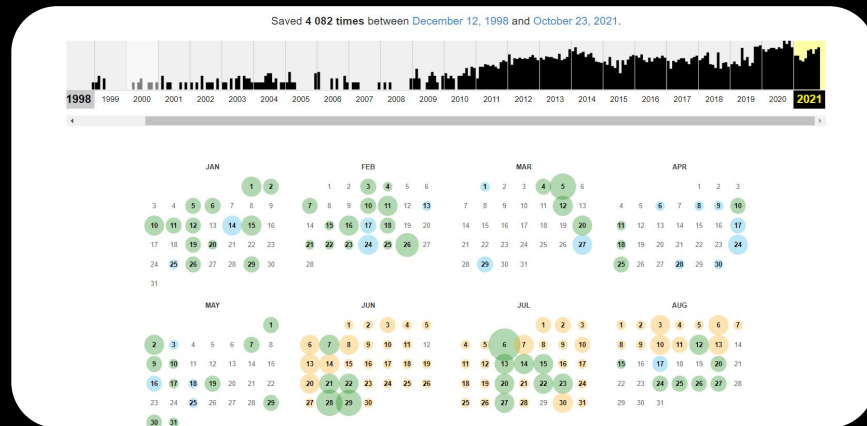 Saved 4 082 times between December 12, 1998 and October 23, 2021.
1998 1999 2000 2001 2002 2003 2004 2005 2006 2007 2008 2009 2010 2011 2012 2013 2014 2015 2016 2017 2018 2019 2020 2021
JAN FEB MAR APR
1 2 1 2 3 4 5 6 1 2 3 4 5 6 1 2 3
3 4 5 6 7 8 9 7 8 9 10 11 12 13 7 8 9 10 11 12 13 4 5 6 7 8 9 10
10 11 12 13 14 15 16 14 15 16 17 18 19 20 14 15 16 17 18 19 20 11 12 13 14 15 16 17
17 18 19 20 21 22 23 21 22 23 24 25 26 27 21 22 23 24 25 26 27 18 19 20 21 22 23 24
24 25 26 27 28 29 30 28 28 29 30 31 25 26 27 28 29 30
31
MAY JUN JUL AUG
1 1 2 3 4 5 1 2 3 1 2 3 4 5 6 7
2 3 4 5 6 7 8 6 7 8 9 10 11 12 4 5 6 7 8 9 10 8 9 10 11 12 13 14
9 10 11 12 13 14 15 13 14 15 16 17 18 19 11 12 13 14 15 16 17 15 16 17 18 19 20 21
16 17 18 19 20 21 22 20 21 22 23 24 25 26 18 19 20 21 22 23 24 22 23 24 25 26 27 28
23 24 25 26 27 28 29 27 28 29 30 25 26 27 28 29 30 31 29 30 31
30 31